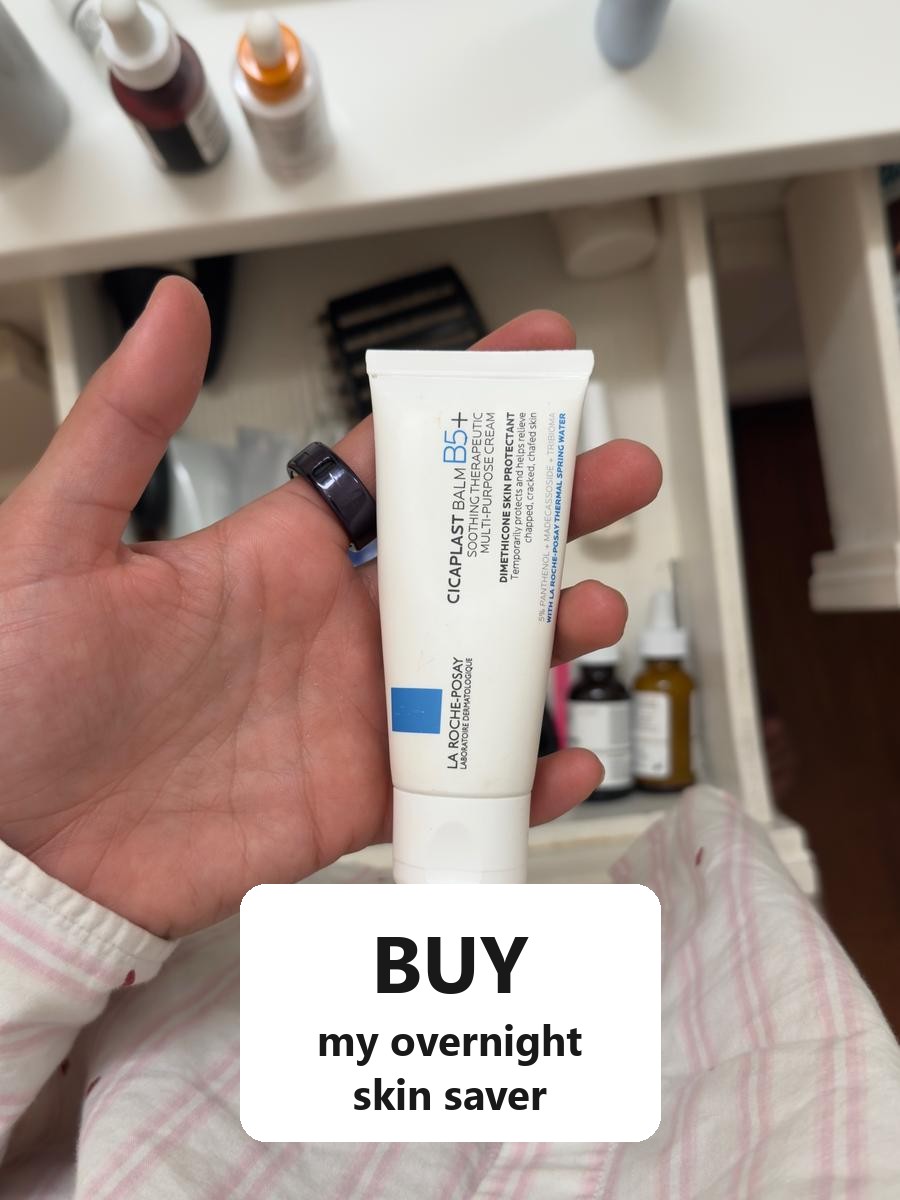 CICAPLAST BALM B5+
SOOTHING THERAPEUTIC
MULTI-PURPOSE CREAM
DIMETHICONE SKIN PROTECTANT
Temporarily protects and helps relieve
chapped, cracked, chafed skin
5% PANTHENOL + MADECASSOSIDE + TRIBIOMA
WITH LA ROCHE-POSAY THERMAL SPRING WATER
LA ROCHE-POSAY
LABORATOIRE DERMATOLOGIQUE
BUY
my overnight
skin saver